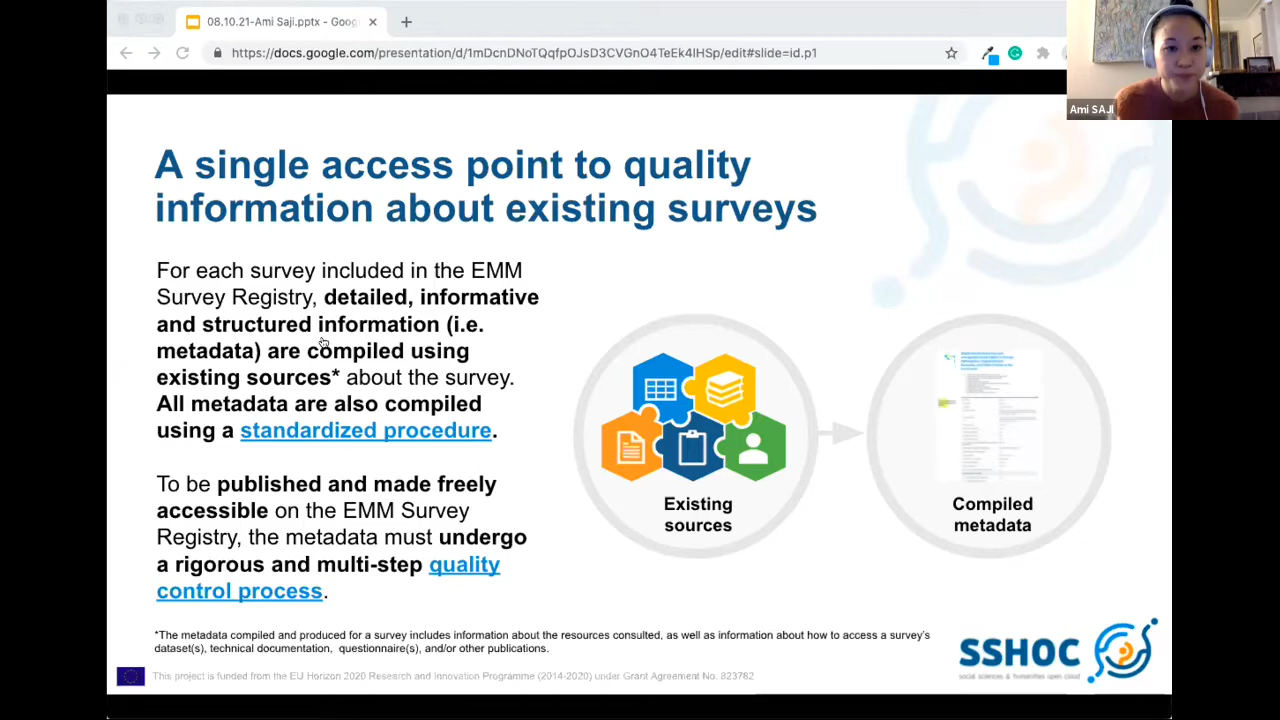 08.10.21-Ami Saji.pptx - Goog
https://docs.google.com/presentation/d/1mDcnDNoTQqfpOJsD3CVGnO4TeEk4lHSp/edit#slide=id.p1
Ami SAJI
A single access point to quality
information about existing surveys
For each survey included in the EMM
Survey Registry, detailed, informative
and structured information (i.e.
metadata) are compiled using
existing sources* about the survey.
All metadata are also compiled
using a standardized procedure.
To be published and made freely
accessible on the EMM Survey
Registry, the metadata must undergo
a rigorous and multi-step quality
control process.
Existing
sources
Compiled
metadata
*The metadata compiled and produced for a survey includes information about the resources consulted, as well as information about how to access a survey's
dataset(s), technical documentation, questionnaire(s), and/or other publications.
SSHOC
social sciences & humanities open cloud
This project is funded from the EU Horizon 2020 Research and Innovation Programme (2014-2020) under Grant Agreement No. 823782